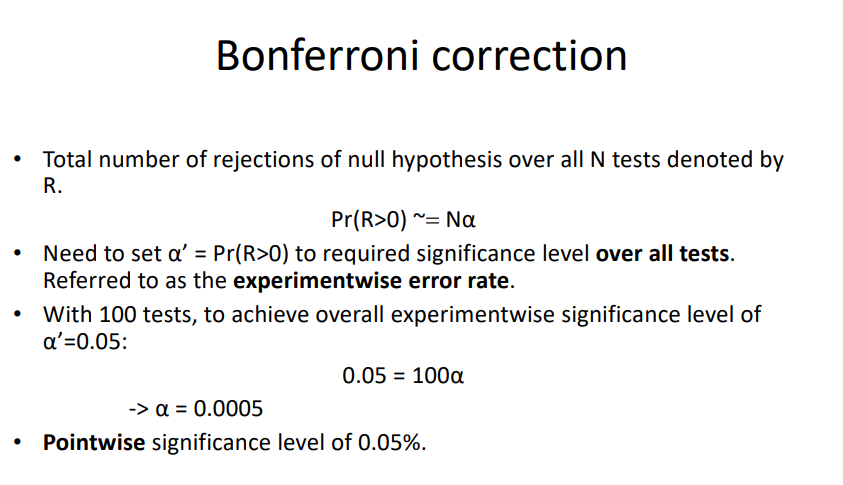 Bonferroni correction
• Total number of rejections of null hypothesis over all N tests denoted by
R.
Pr(R>0) ~= Nα
• Need to set α’ = Pr(R>0) to required significance level over all tests.
Referred to as the experimentwise error rate.
• With 100 tests, to achieve overall experimentwise significance level of
α’=0.05:
0.05 = 100α
-> α = 0.0005
• Pointwise significance level of 0.05%.